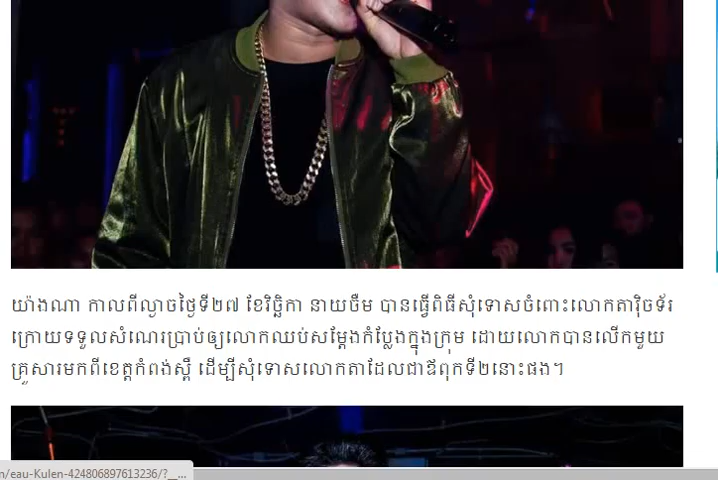 យ៉ាងណា កាលពីល្ងាចថ្ងៃទី២៧ ខែវិច្ឆិកា នាយចឺម បានធ្វើពិធីសុំទោសចំពោះលោកតារ៉ិចទ័រ
ក្រោយទទួលសំណេរប្រាប់ឲ្យលោកឈប់សម្ដែងកំប្លែងក្នុងក្រុម ដោយលោកបានលើកមួយ
គ្រួសារមកពីខេត្តកំពង់ស្ពឺ ដើម្បីសុំទោសលោកតាដែលជាឪពុកទី២នោះផង។
n/eau-Kulen-424806897613236/?__...